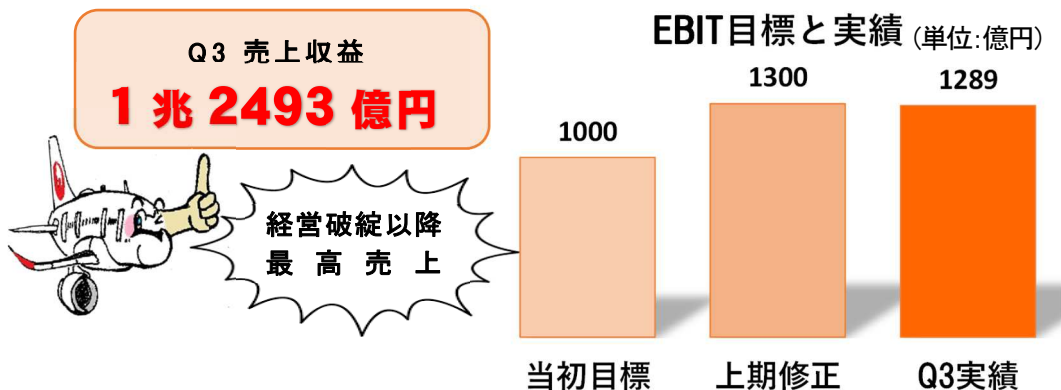 Q3 売上収益
1 兆 2493 億円
経営破綻以降
最 高 売 上
EBIT目標と実績 (単位:億円)
1000
1300
1289
当初目標
上期修正
Q3実績